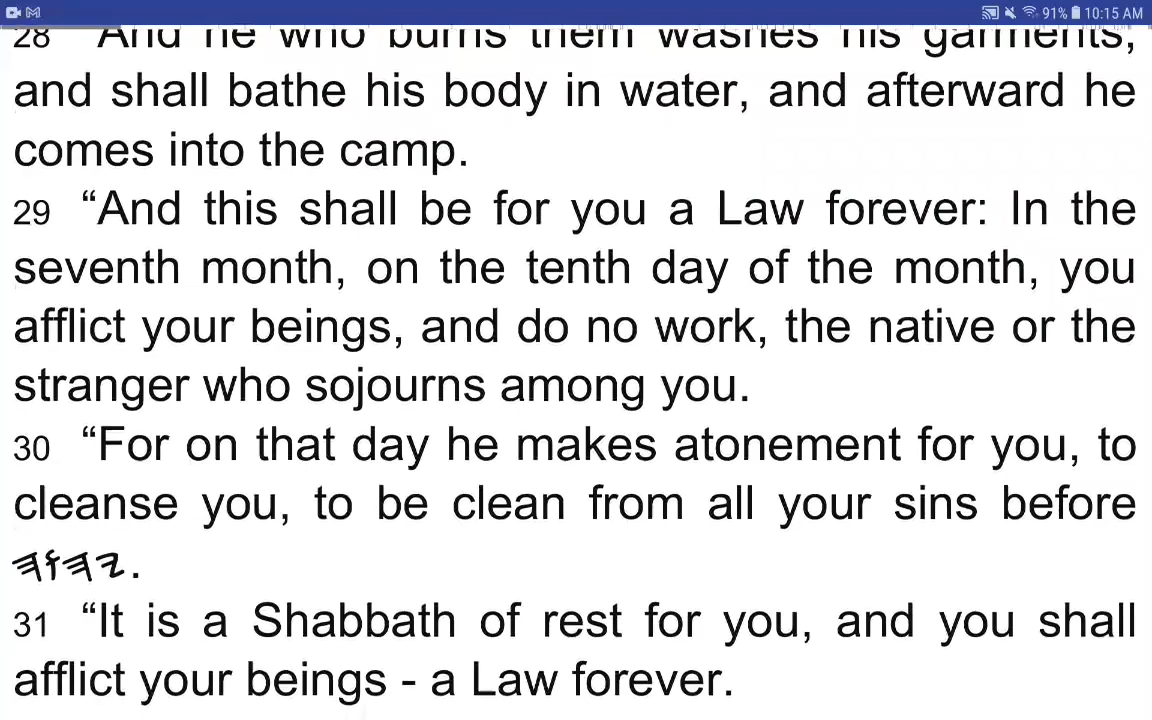 91% 10:15 AM
28 “And he who burns them washes his garments,
and shall bathe his body in water, and afterward he
comes into the camp.
29 “And this shall be for you a Law forever: In the
seventh month, on the tenth day of the month, you
afflict your beings, and do no work, the native or the
stranger who sojourns among you.
30 “For on that day he makes atonement for you, to
cleanse you, to be clean from all your sins before
𐤉𐤄𐤅𐤄.
31 “It is a Shabbath of rest for you, and you shall
afflict your beings - a Law forever.